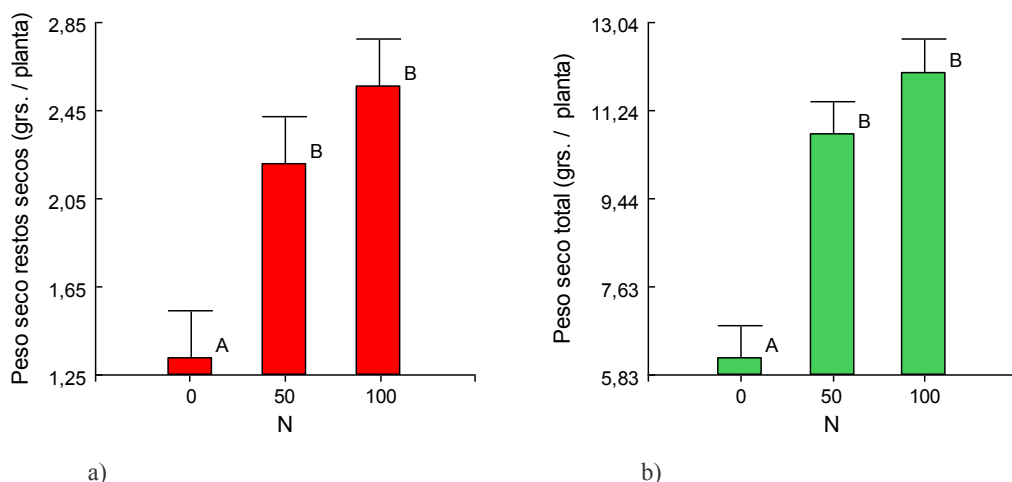 Peso seco restos secos (grs. / planta)
2,85
2,45
2,05
1,65
1,25
A
B
B
0 50 100
N
a)
Peso seco total (grs. / planta)
13,04
11,24
9,44
7,63
5,83
A
B
B
0 50 100
N
b)